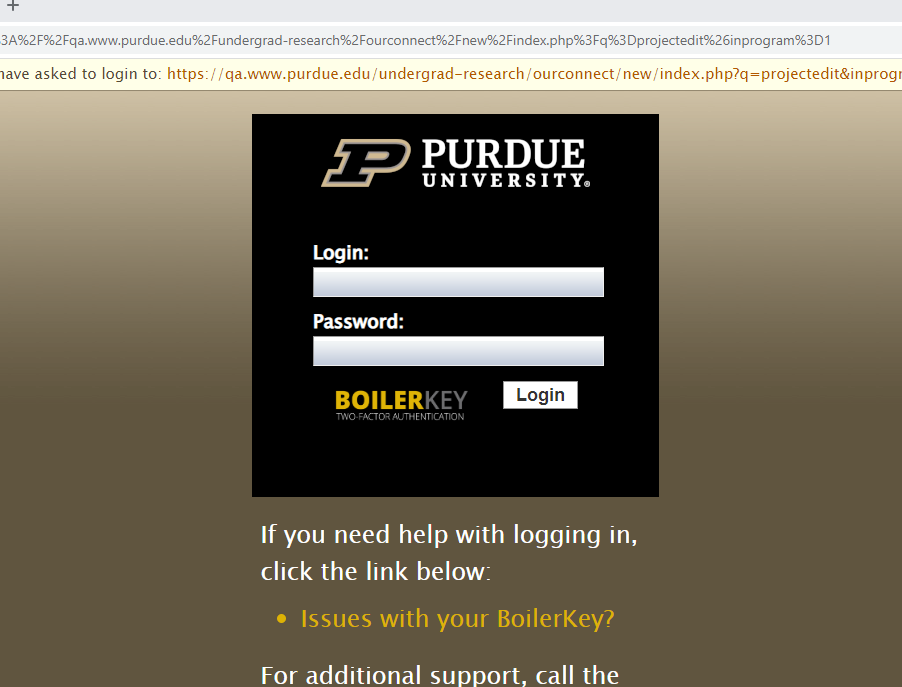 +
3A%2F%2Fqa.www.purdue.edu%2Fundergrad-research%2Fourconnect%2Fnew%2Findex.php%3Fq%3Dprojectedit%26inprogram%3D1
have asked to login to: https://qa.www.purdue.edu/undergrad-research/ourconnect/new/index.php?q=projectedit&inprogr
P PURDUE
UNIVERSITY®
Login:
Password:
BOILERKEY
TWO-FACTOR AUTHENTICATION
Login
If you need help with logging in,
click the link below:
• Issues with your BoilerKey?
For additional support, call the